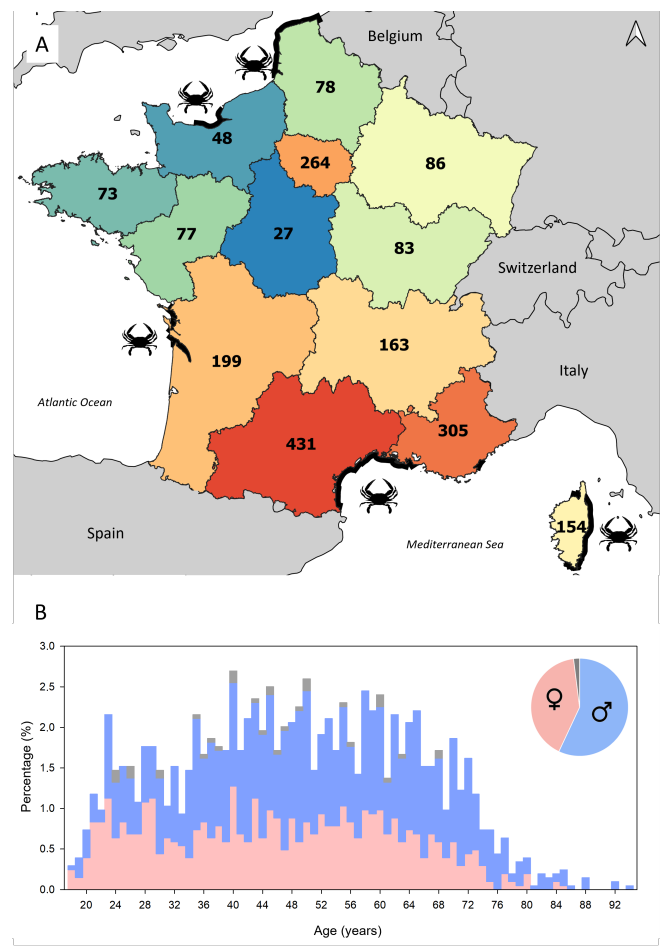 A
Belgium
78
48
264
86
73
77
27
83
Switzerland
199
163
Italy
Atlantic Ocean
431
305
Spain
Mediterranean Sea
154
B
3.0
2.5
2.0
1.5
1.0
0.5
0.0
Percentage (%)
♀ ♂
20 24 28 32 36 40 44 48 52 56 60 64 68 72 76 80 84 88 92
Age (years)